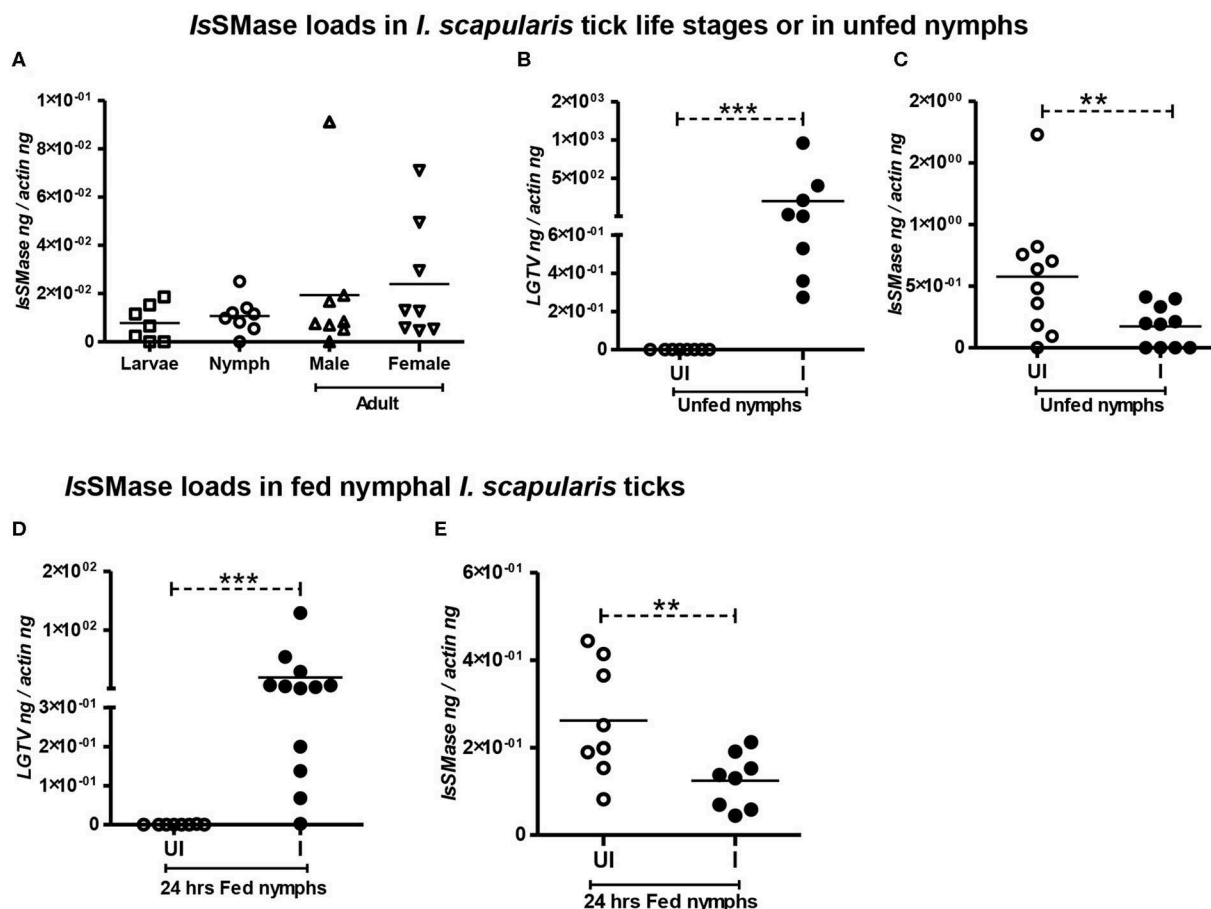 IsSMase loads in I. scapularis tick life stages or in unfed nymphs
A
IsSMase ng / actin ng
1×10⁻⁰¹
8×10⁻⁰²
6×10⁻⁰²
4×10⁻⁰²
2×10⁻⁰²
0
Larvae Nymph Male Female
Adult
B
LGTV ng / actin ng
2×10⁰³
1×10⁰³
5×10⁰²
6×10⁻⁰¹
4×10⁻⁰¹
2×10⁻⁰¹
0
***
UI I
Unfed nymphs
C
IsSMase ng / actin ng
2×10⁰⁰
2×10⁰⁰
1×10⁰⁰
5×10⁻⁰¹
0
**
UI I
Unfed nymphs
IsSMase loads in fed nymphal I. scapularis ticks
D
LGTV ng / actin ng
2×10⁰²
1×10⁰²
3×10⁻⁰¹
2×10⁻⁰¹
1×10⁻⁰¹
0
***
UI I
24 hrs Fed nymphs
E
IsSMase ng / actin ng
6×10⁻⁰¹
4×10⁻⁰¹
2×10⁻⁰¹
0
**
UI I
24 hrs Fed nymphs